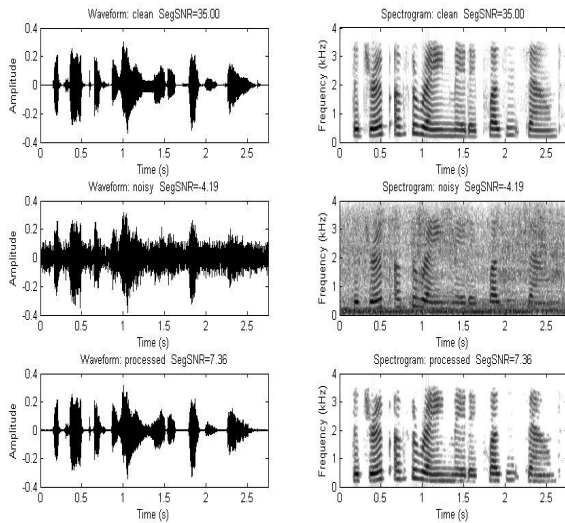 Waveform: clean SegSNR=35.00
Amplitude
0.4
0.2
0
-0.2
-0.4
0 0.5 1 1.5 2 2.5
Time (s)
Spectrogram: clean SegSNR=35.00
Frequency (kHz)
4
3
2
1
0
0 0.5 1 1.5 2 2.5
Time (s)
Waveform: noisy SegSNR=-4.19
Amplitude
0.4
0.2
0
-0.2
-0.4
0 0.5 1 1.5 2 2.5
Time (s)
Spectrogram: noisy SegSNR=-4.19
Frequency (kHz)
4
3
2
1
0
0 0.5 1 1.5 2 2.5
Time (s)
Waveform: processed SegSNR=7.36
Amplitude
0.4
0.2
0
-0.2
-0.4
0 0.5 1 1.5 2 2.5
Time (s)
Spectrogram: processed SegSNR=7.36
Frequency (kHz)
4
3
2
1
0
0 0.5 1 1.5 2 2.5
Time (s)